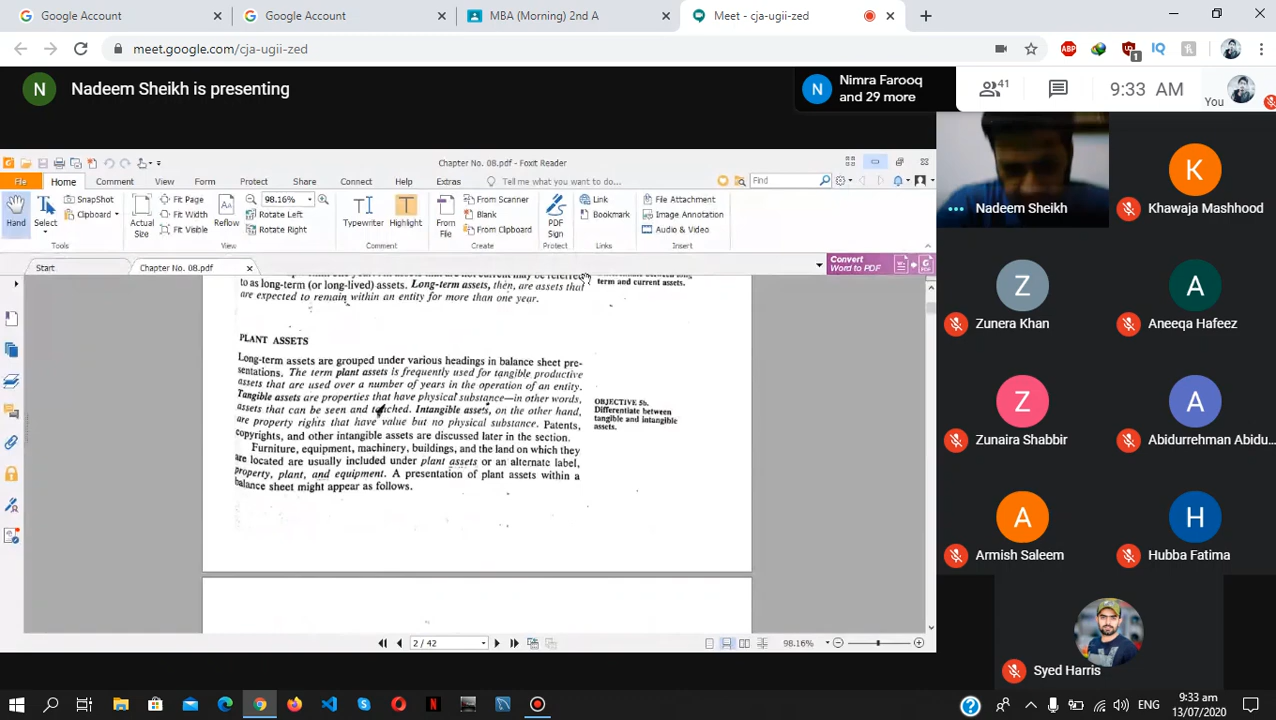 Google Account
Google Account
MBA (Morning) 2nd A
Meet - cja-ugii-zed
meet.google.com/cja-ugii-zed
ABP
1
IQ
N
Nadeem Sheikh is presenting
N
Nimra Farooq
and 29 more
41
9:33 AM
You
Chapter No. 08.pdf - Foxit Reader
File
Home
Comment
View
Form
Protect
Share
Connect
Help
Extras
Tell me what you want to do...
Find
Hand
Select
SnapShot
Clipboard
Tools
Actual
Size
Fit Page
Fit Width
Fit Visible
Reflow
98.16%
Rotate Left
Rotate Right
View
Typewriter
Highlight
Comment
From
File
From Scanner
Blank
From Clipboard
Create
PDF
Sign
Protect
Link
Bookmark
Links
File Attachment
Image Annotation
Audio & Video
Insert
Start
Chapter No. 08.pdf
Convert
Word to PDF
in assets that are not current may be referred
to as long-term (or long-lived) assets. Long-term assets, then, are assets that
are expected to remain within an entity for more than one year.
term and current assets.
PLANT ASSETS
Long-term assets are grouped under various headings in balance sheet pre-
sentations. The term plant assets is frequently used for tangible productive
assets that are used over a number of years in the operation of an entity.
Tangible assets are properties that have physical substance—in other words,
assets that can be seen and touched. Intangible assets, on the other hand,
are property rights that have value but no physical substance. Patents,
copyrights, and other intangible assets are discussed later in the section.
Furniture, equipment, machinery, buildings, and the land on which they
are located are usually included under plant assets or an alternate label,
property, plant, and equipment. A presentation of plant assets within a
balance sheet might appear as follows.
OBJECTIVE 5b.
Differentiate between
tangible and intangible
assets.
2 / 42
98.16%
Nadeem Sheikh
K
Khawaja Mashhood
Z
Zunera Khan
A
Aneeqa Hafeez
Z
Zunaira Shabbir
A
Abidurrehman Abidu...
A
Armish Saleem
H
Hubba Fatima
Syed Harris
ENG
9:33 am
13/07/2020